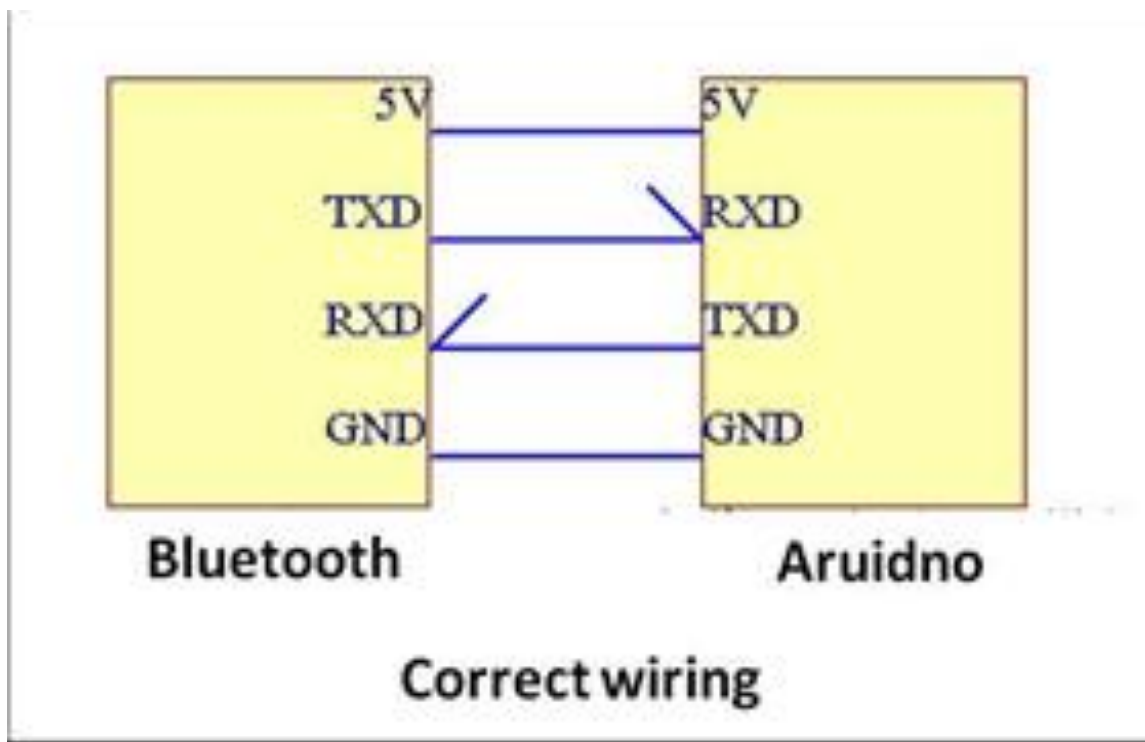 5V 5V
TXD RXD
RXD TXD
GND GND
Bluetooth Aruidno
Correct wiring